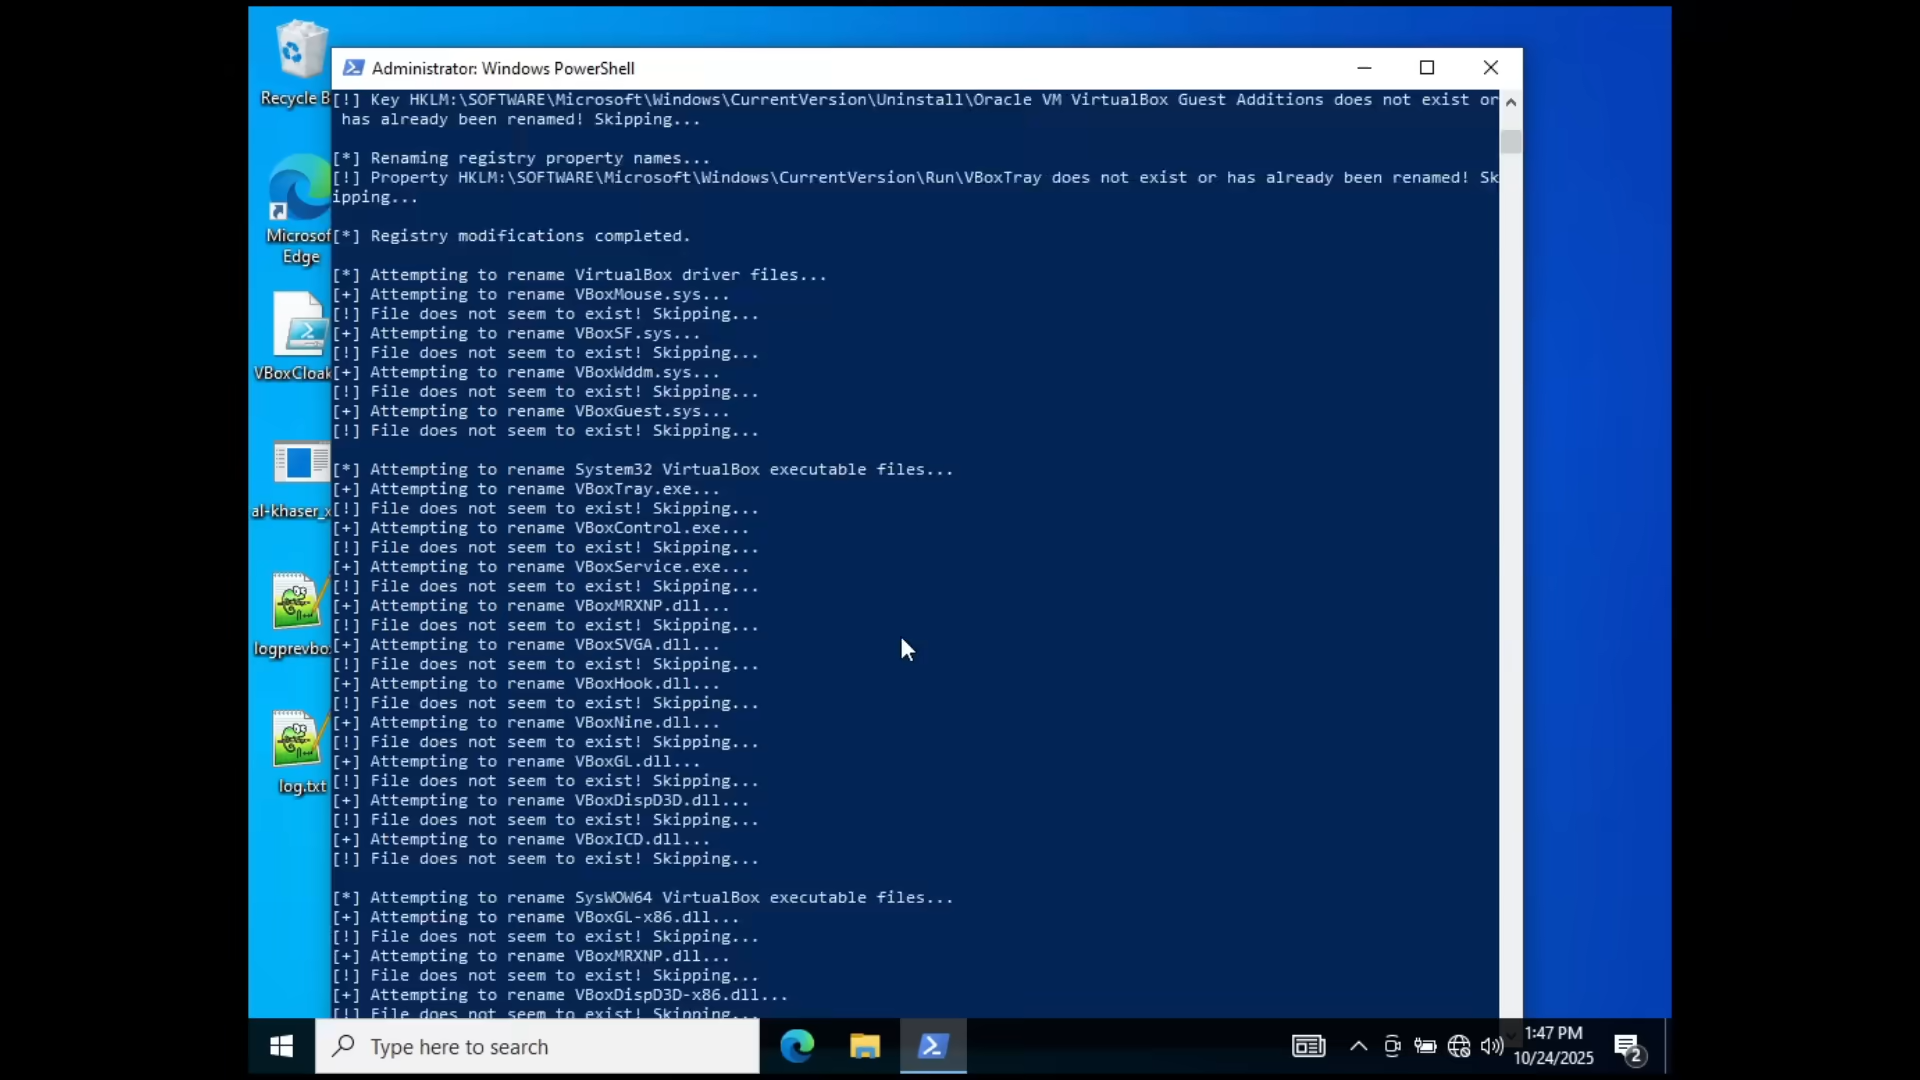 Administrator: Windows PowerShell
Recycle B
Microsof
Edge
VBoxCloak
al-khaser_x
logprevbo
log.txt
[!] Key HKLM:\SOFTWARE\Microsoft\Windows\CurrentVersion\Uninstall\Oracle VM VirtualBox Guest Additions does not exist or
has already been renamed! Skipping...
[*] Renaming registry property names...
[!] Property HKLM:\SOFTWARE\Microsoft\Windows\CurrentVersion\Run\VBoxTray does not exist or has already been renamed! Sk
ipping...
[*] Registry modifications completed.
[*] Attempting to rename VirtualBox driver files...
[+] Attempting to rename VBoxMouse.sys...
[!] File does not seem to exist! Skipping...
[+] Attempting to rename VBoxSF.sys...
[!] File does not seem to exist! Skipping...
[+] Attempting to rename VBoxWddm.sys...
[!] File does not seem to exist! Skipping...
[+] Attempting to rename VBoxGuest.sys...
[!] File does not seem to exist! Skipping...
[*] Attempting to rename System32 VirtualBox executable files...
[+] Attempting to rename VBoxTray.exe...
[!] File does not seem to exist! Skipping...
[+] Attempting to rename VBoxControl.exe...
[!] File does not seem to exist! Skipping...
[+] Attempting to rename VBoxService.exe...
[!] File does not seem to exist! Skipping...
[+] Attempting to rename VBoxMRXNP.dll...
[!] File does not seem to exist! Skipping...
[+] Attempting to rename VBoxSVGA.dll...
[!] File does not seem to exist! Skipping...
[+] Attempting to rename VBoxHook.dll...
[!] File does not seem to exist! Skipping...
[+] Attempting to rename VBoxNine.dll...
[!] File does not seem to exist! Skipping...
[+] Attempting to rename VBoxGL.dll...
[!] File does not seem to exist! Skipping...
[+] Attempting to rename VBoxDispD3D.dll...
[!] File does not seem to exist! Skipping...
[+] Attempting to rename VBoxICD.dll...
[!] File does not seem to exist! Skipping...
[*] Attempting to rename SysWOW64 VirtualBox executable files...
[+] Attempting to rename VBoxGL-x86.dll...
[!] File does not seem to exist! Skipping...
[+] Attempting to rename VBoxMRXNP.dll...
[!] File does not seem to exist! Skipping...
[+] Attempting to rename VBoxDispD3D-x86.dll...
[!] File does not seem to exist! Skipping...
Type here to search
1:47 PM
10/24/2025
2